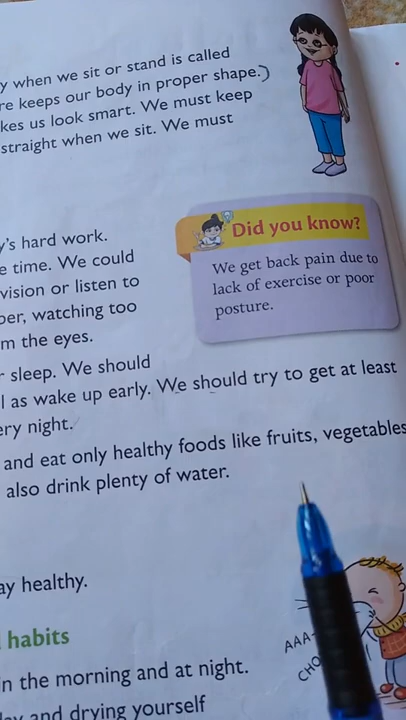 y when we sit or stand is called
re keeps our body in proper shape.)
kes us look smart. We must keep
straight when we sit. We must
y's hard work.
e time. We could
vision or listen to
ber, watching too
m the eyes.
Did you know?
We get back pain due to
lack of exercise or poor
posture.
r sleep. We should
l as wake up early. We should try to get at least
ery night.
and eat only healthy foods like fruits, vegetables
also drink plenty of water.
ay healthy.
habits
n the morning and at night.
and drying yourself
AAA-
CHO